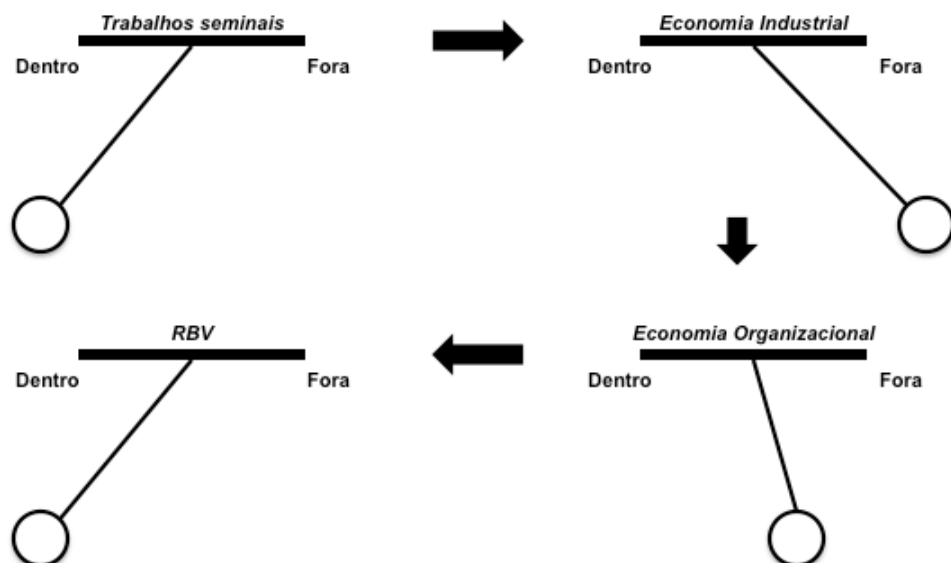 Trabalhos seminais
Dentro
Fora
Economia Industrial
Dentro
Fora
RBV
Dentro
Fora
Economia Organizacional
Dentro
Fora